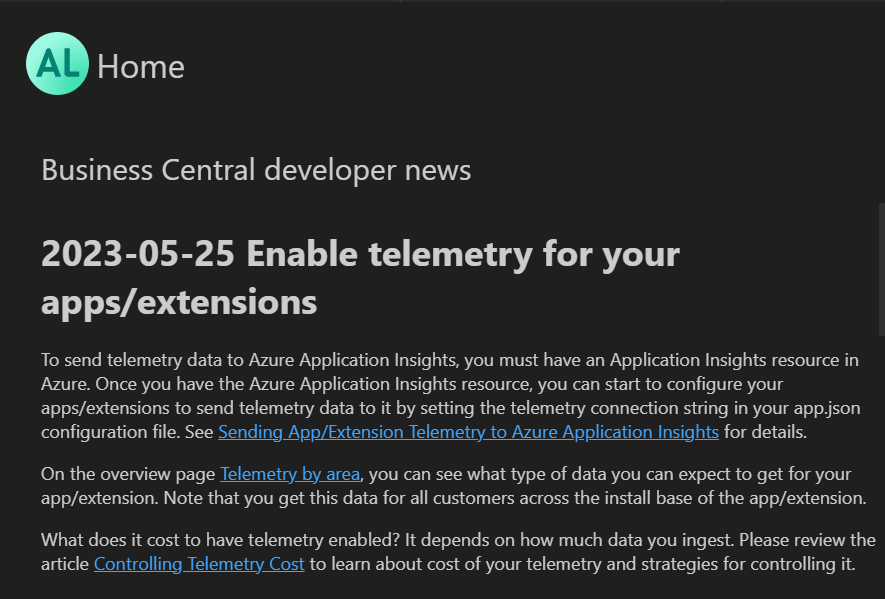 AL Home
Business Central developer news
2023-05-25 Enable telemetry for your
apps/extensions
To send telemetry data to Azure Application Insights, you must have an Application Insights resource in
Azure. Once you have the Azure Application Insights resource, you can start to configure your
apps/extensions to send telemetry data to it by setting the telemetry connection string in your app.json
configuration file. See Sending App/Extension Telemetry to Azure Application Insights for details.
On the overview page Telemetry by area, you can see what type of data you can expect to get for your
app/extension. Note that you get this data for all customers across the install base of the app/extension.
What does it cost to have telemetry enabled? It depends on how much data you ingest. Please review the
article Controlling Telemetry Cost to learn about cost of your telemetry and strategies for controlling it.